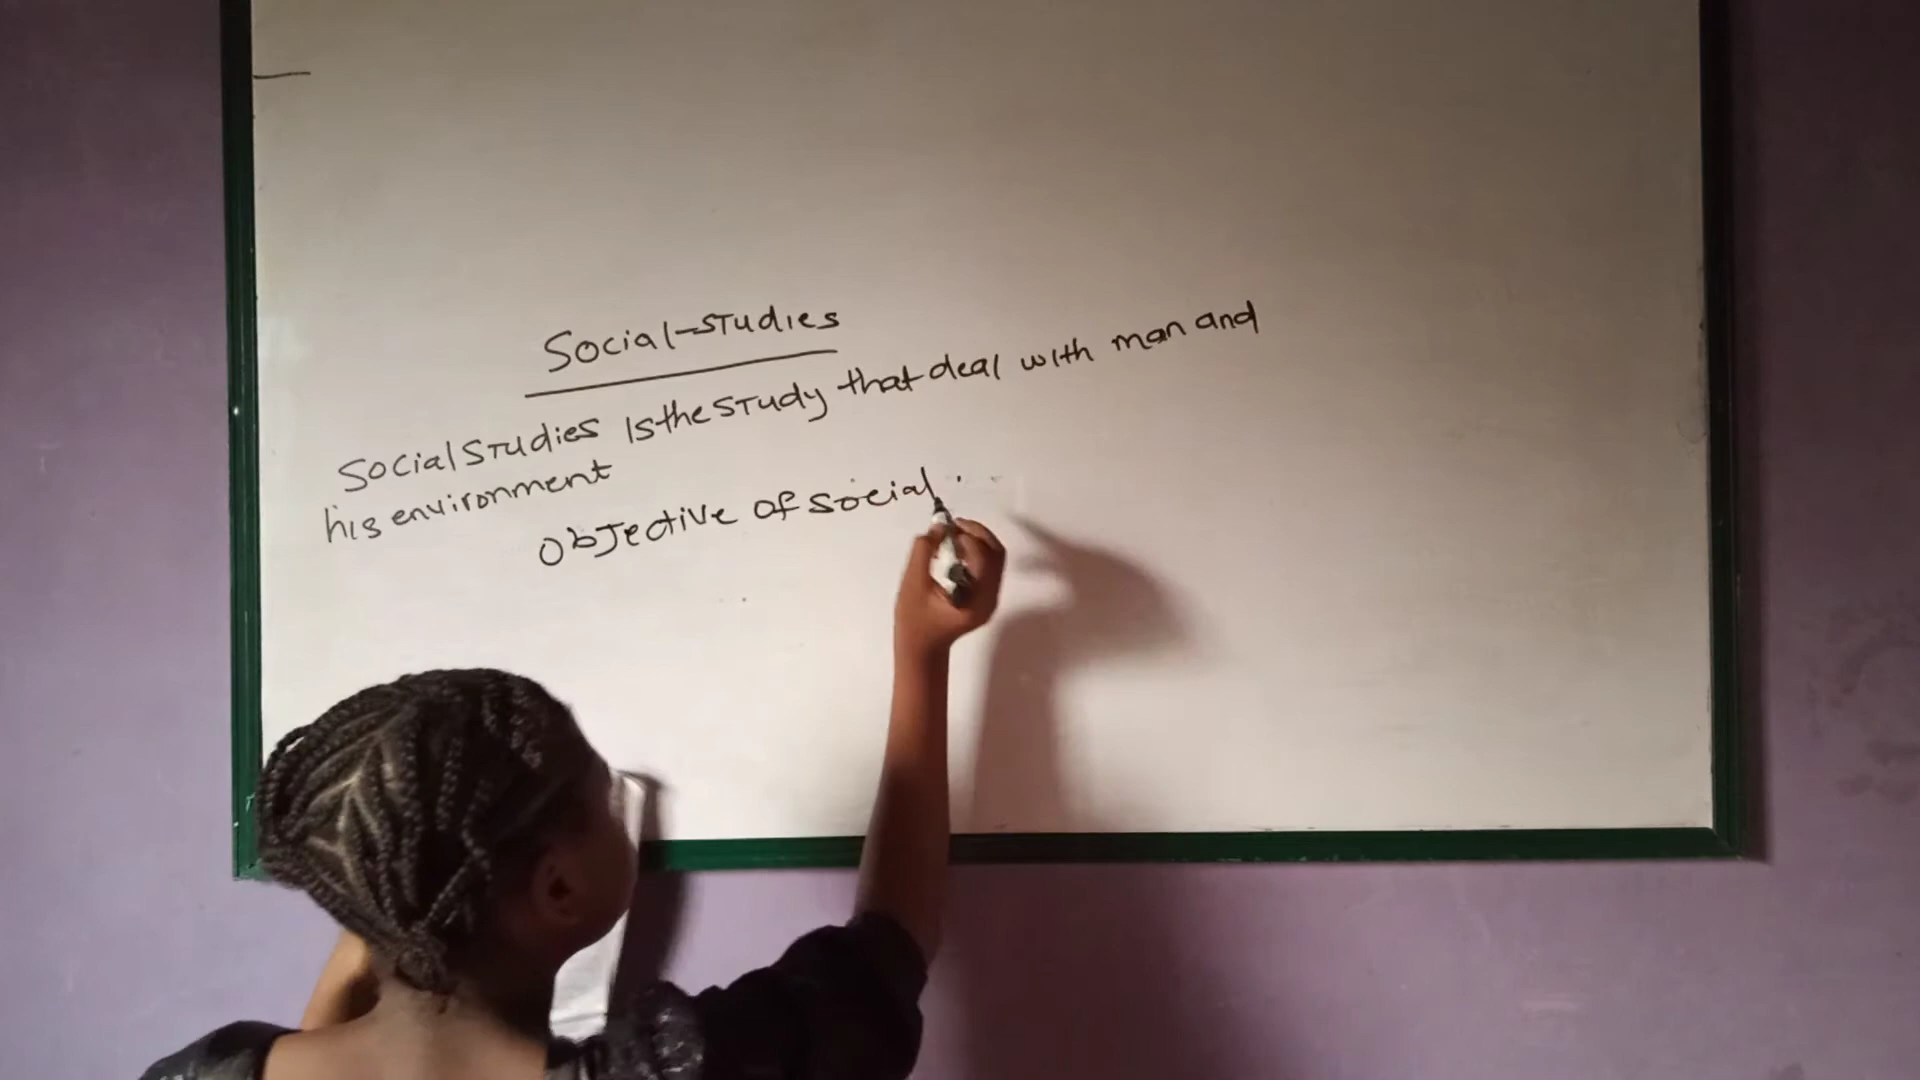 Social-studies
Social Studies is the study that deal with man and
his environment
Objective of social